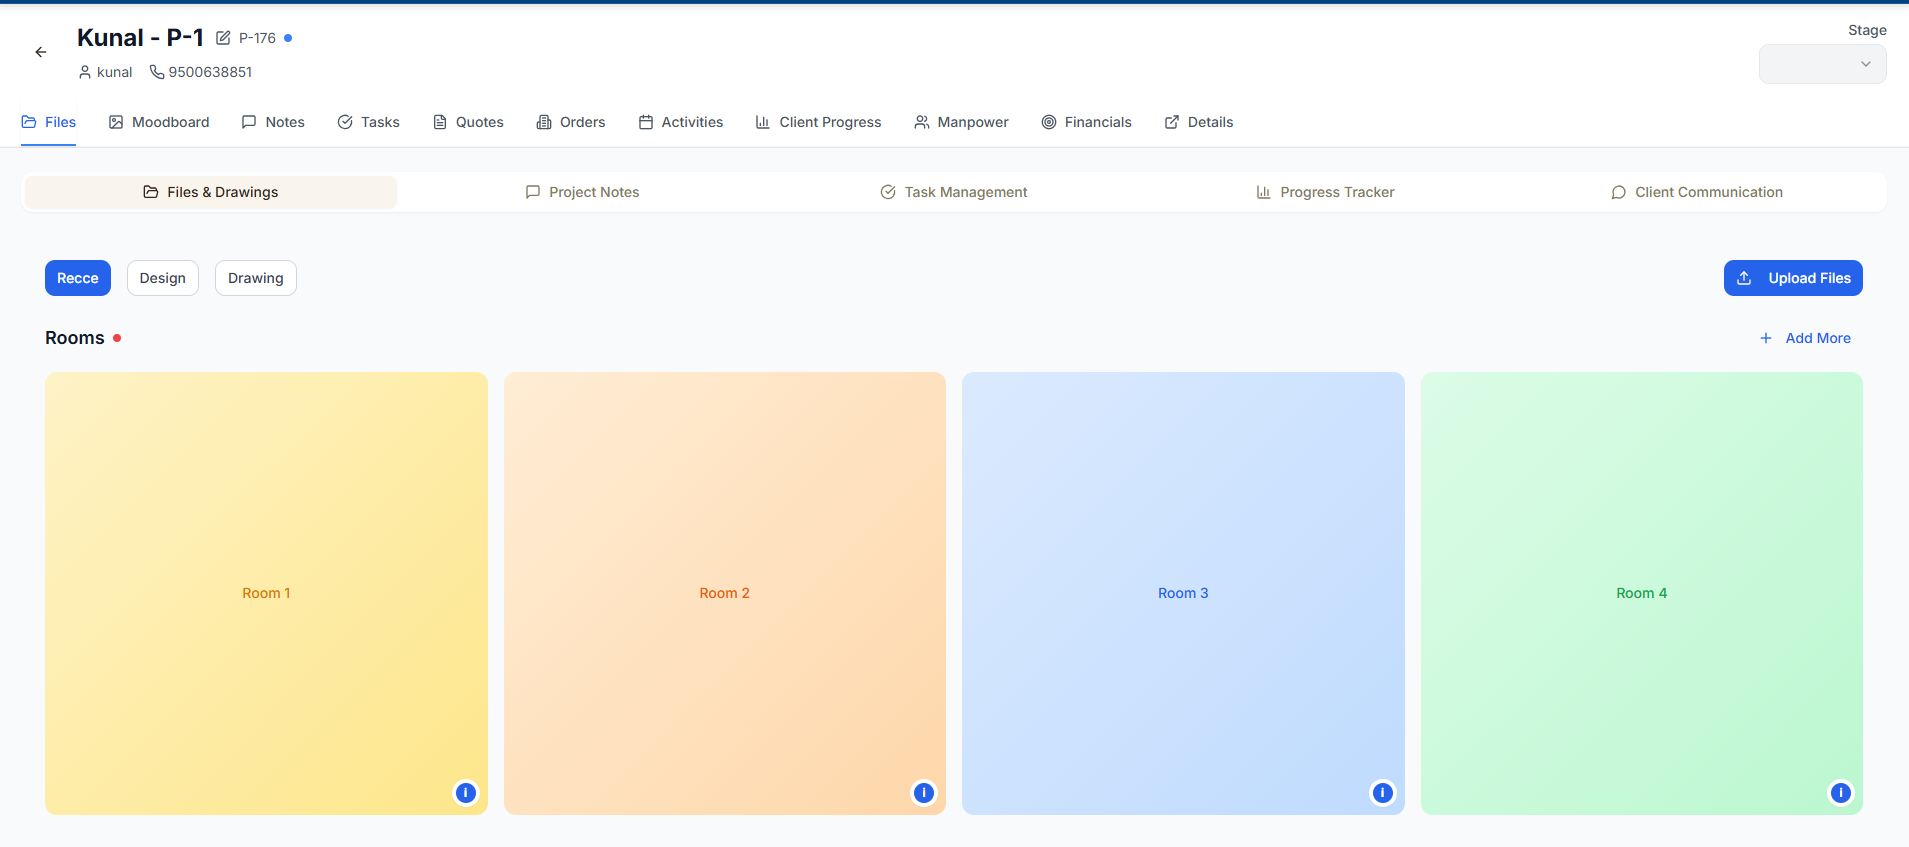 Kunal - P-1 P-176
Stage
kunal 9500638851
Files Moodboard Notes Tasks Quotes Orders Activities Client Progress Manpower Financials Details
Files & Drawings Project Notes Task Management Progress Tracker Client Communication
Recce Design Drawing Upload Files
Rooms + Add More
Room 1 Room 2 Room 3 Room 4
i i i i